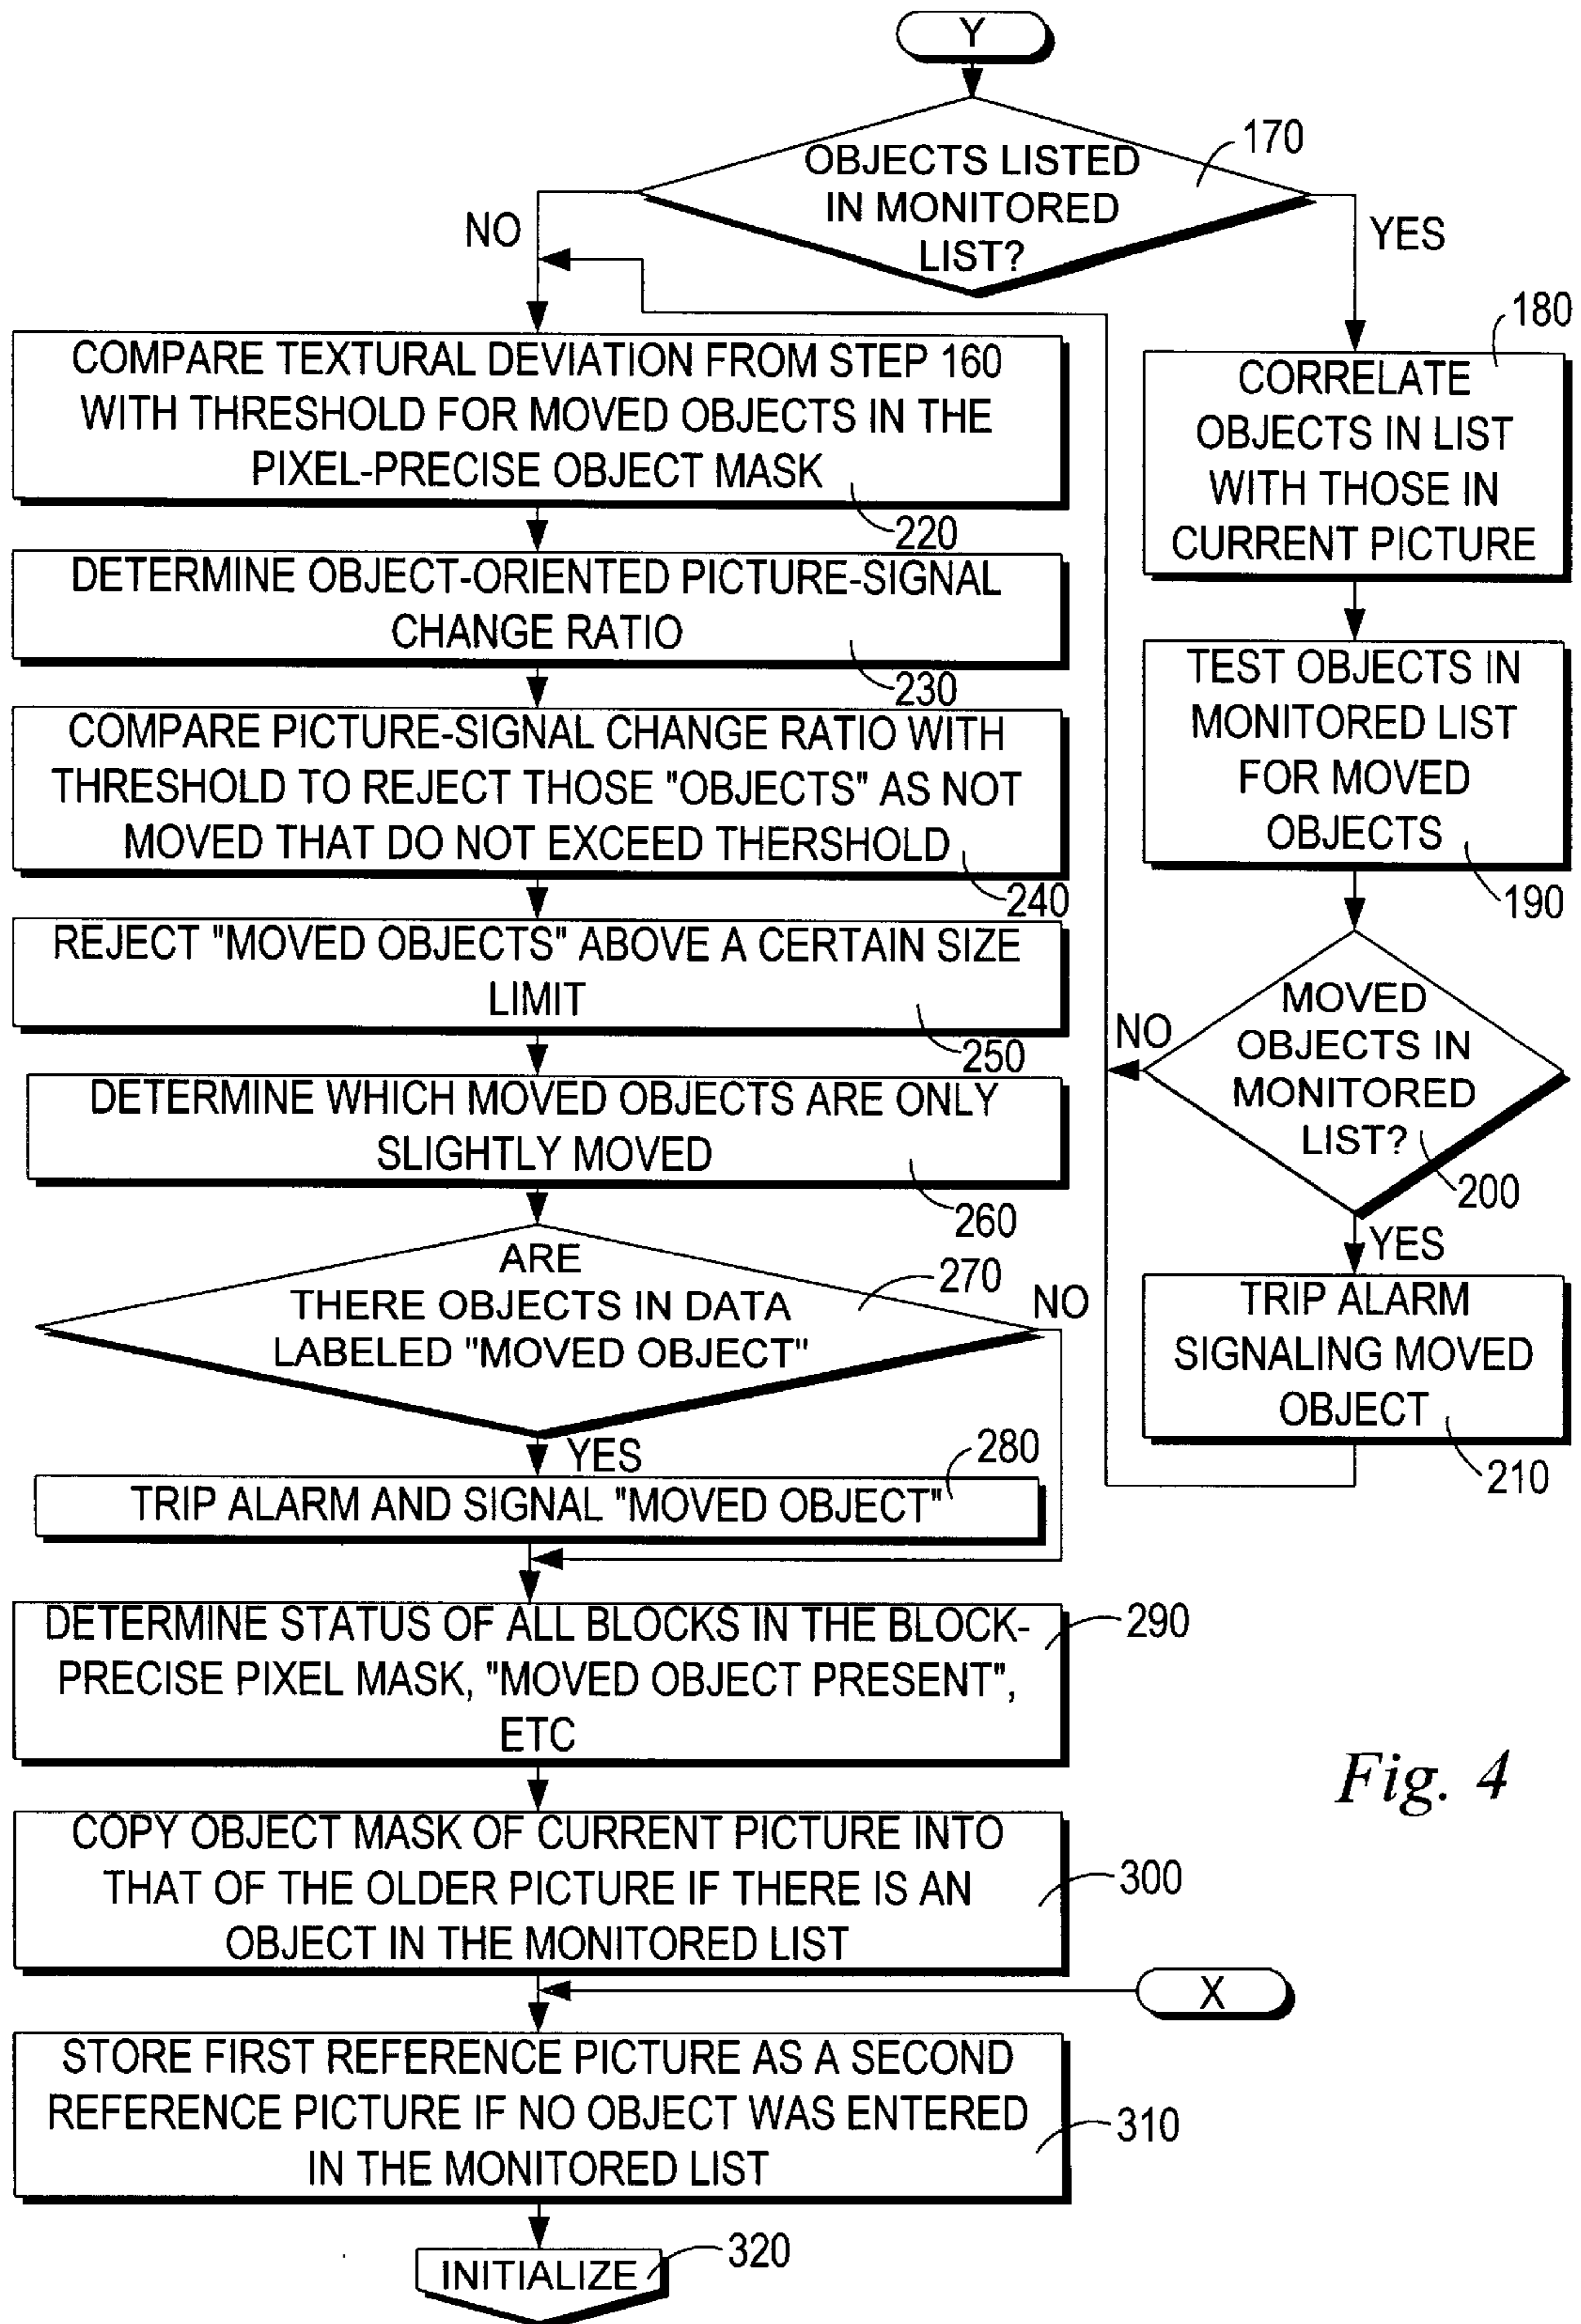 Y
OBJECTS LISTED
IN MONITORED
LIST?
170
NO
YES
COMPARE TEXTURAL DEVIATION FROM STEP 160
WITH THRESHOLD FOR MOVED OBJECTS IN THE
PIXEL-PRECISE OBJECT MASK
220
DETERMINE OBJECT-ORIENTED PICTURE-SIGNAL
CHANGE RATIO
230
COMPARE PICTURE-SIGNAL CHANGE RATIO WITH
THRESHOLD TO REJECT THOSE "OBJECTS" AS NOT
MOVED THAT DO NOT EXCEED THERSHOLD
240
REJECT "MOVED OBJECTS" ABOVE A CERTAIN SIZE
LIMIT
250
DETERMINE WHICH MOVED OBJECTS ARE ONLY
SLIGHTLY MOVED
260
ARE
THERE OBJECTS IN DATA
LABELED "MOVED OBJECT"
270
NO
YES
TRIP ALARM AND SIGNAL "MOVED OBJECT"
280
180
CORRELATE
OBJECTS IN LIST
WITH THOSE IN
CURRENT PICTURE
TEST OBJECTS IN
MONITORED LIST
FOR MOVED
OBJECTS
190
NO
MOVED
OBJECTS IN
MONITORED
LIST?
200
YES
TRIP ALARM
SIGNALING MOVED
OBJECT
210
DETERMINE STATUS OF ALL BLOCKS IN THE BLOCK-
PRECISE PIXEL MASK, "MOVED OBJECT PRESENT",
ETC
290
COPY OBJECT MASK OF CURRENT PICTURE INTO
THAT OF THE OLDER PICTURE IF THERE IS AN
OBJECT IN THE MONITORED LIST
300
X
STORE FIRST REFERENCE PICTURE AS A SECOND
REFERENCE PICTURE IF NO OBJECT WAS ENTERED
IN THE MONITORED LIST
310
INITIALIZE
320
Fig. 4